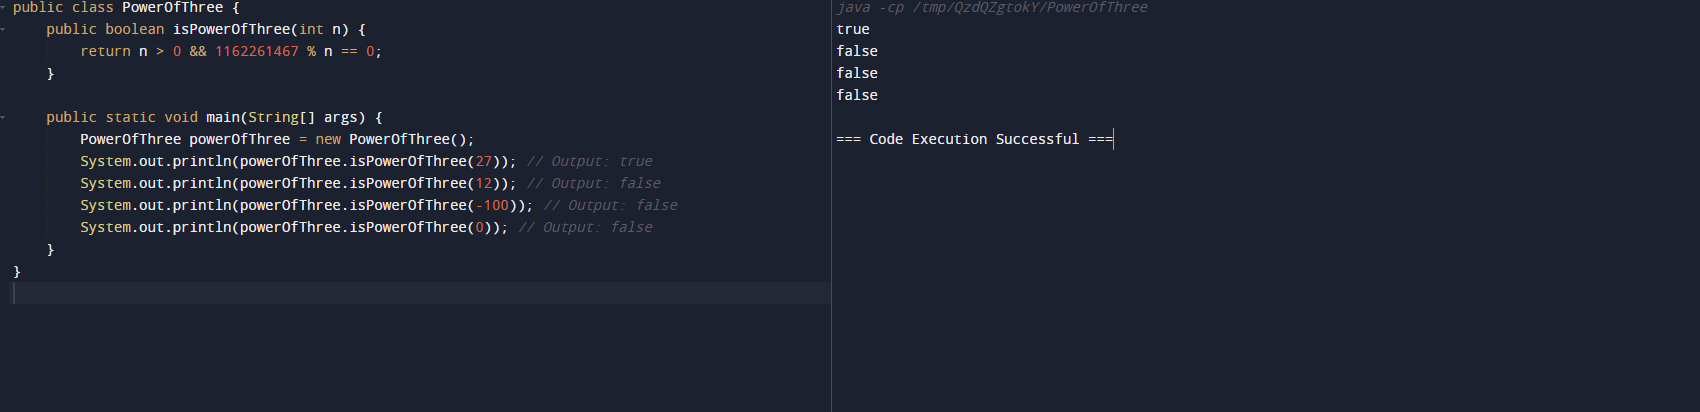 public class PowerOfThree {
    public boolean isPowerOfThree(int n) {
        return n > 0 && 1162261467 % n == 0;
    }

    public static void main(String[] args) {
        PowerOfThree powerOfThree = new PowerOfThree();
        System.out.println(powerOfThree.isPowerOfThree(27)); // Output: true
        System.out.println(powerOfThree.isPowerOfThree(12)); // Output: false
        System.out.println(powerOfThree.isPowerOfThree(-100)); // Output: false
        System.out.println(powerOfThree.isPowerOfThree(0)); // Output: false
    }
}
java -cp /tmp/QzdQZgtokY/PowerOfThree
true
false
false
false

=== Code Execution Successful ===